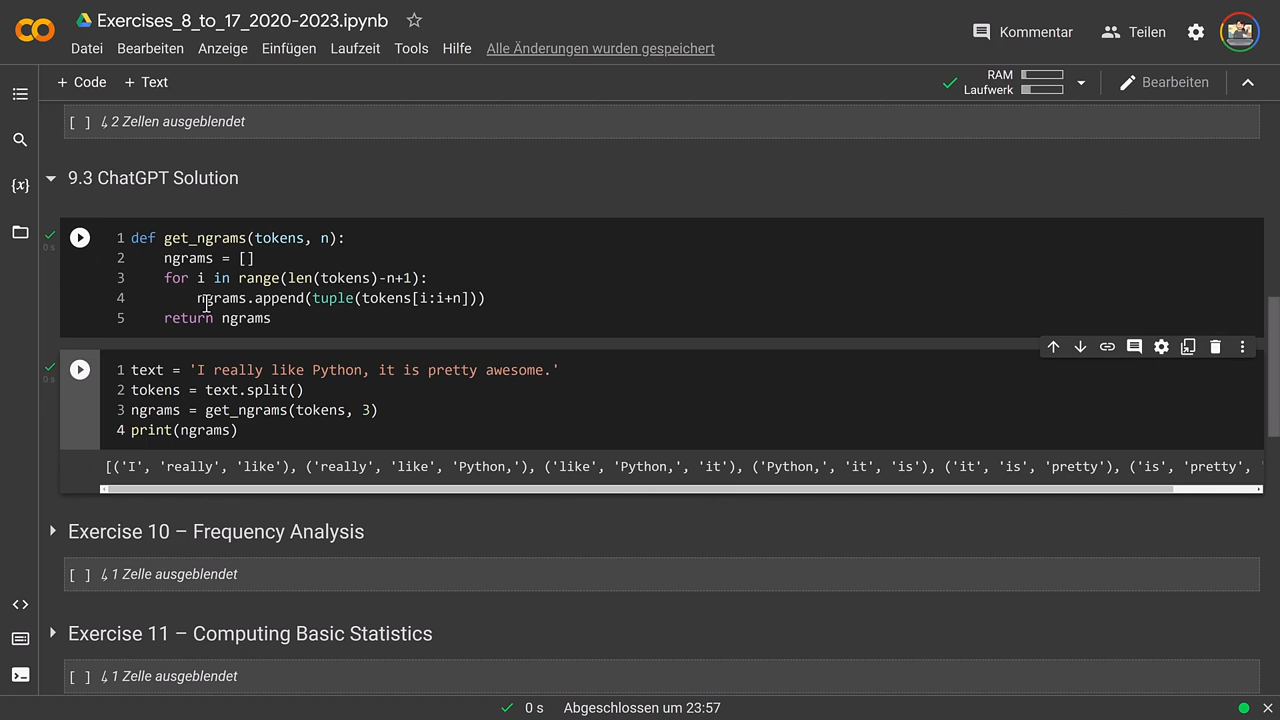 Exercises_8_to_17_2020-2023.ipynb
Datei Bearbeiten Anzeige Einfügen Laufzeit Tools Hilfe Alle Änderungen wurden gespeichert
Kommentar Teilen
+ Code + Text
RAM
Laufwerk
Bearbeiten
{x}
[ ] ↳ 2 Zellen ausgeblendet
9.3 ChatGPT Solution
0 s
1 def get_ngrams(tokens, n):
2 ngrams = []
3 for i in range(len(tokens)-n+1):
4 ngrams.append(tuple(tokens[i:i+n]))
5 return ngrams
0 s
1 text = 'I really like Python, it is pretty awesome.'
2 tokens = text.split()
3 ngrams = get_ngrams(tokens, 3)
4 print(ngrams)
[('I', 'really', 'like'), ('really', 'like', 'Python,'), ('like', 'Python,', 'it'), ('Python,', 'it', 'is'), ('it', 'is', 'pretty'), ('is', 'pretty', '
Exercise 10 – Frequency Analysis
[ ] ↳ 1 Zelle ausgeblendet
Exercise 11 – Computing Basic Statistics
[ ] ↳ 1 Zelle ausgeblendet
0 s Abgeschlossen um 23:57